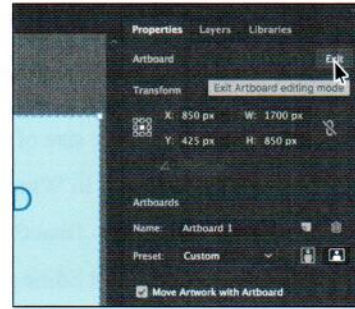 Properties Layers Libraries
Artboard Exit
Transform Exit Artboard editing mode
X: 850 px W: 1700 px
Y: 425 px H: 850 px
Artboards
Name: Artboard 1
Preset: Custom
Move Artwork with Artboard